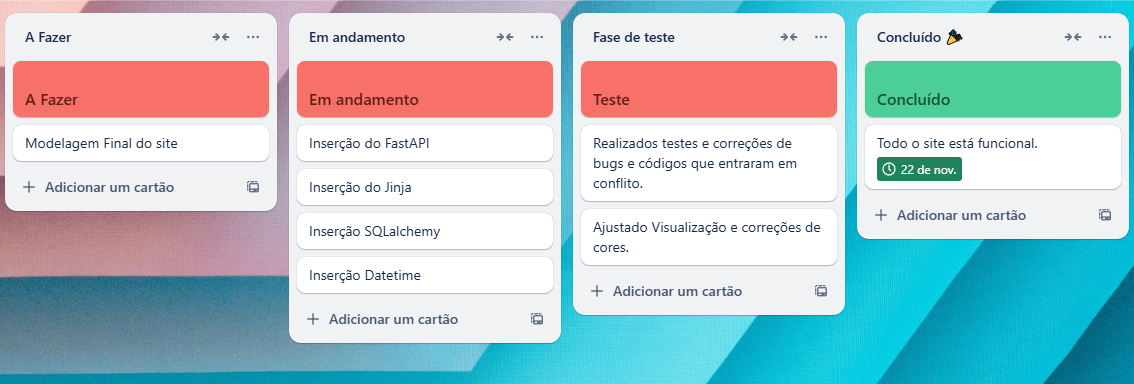 A Fazer
A Fazer
Modelagem Final do site
Adicionar um cartão
Em andamento
Em andamento
Inserção do FastAPI
Inserção do Jinja
Inserção SQLalchemy
Inserção Datetime
Adicionar um cartão
Fase de teste
Teste
Realizados testes e correções de
bugs e códigos que entraram em
conflito.
Ajustado Visualização e correções de
cores.
Adicionar um cartão
Concluído 🎉
Concluído
Todo o site está funcional.
22 de nov.
Adicionar um cartão